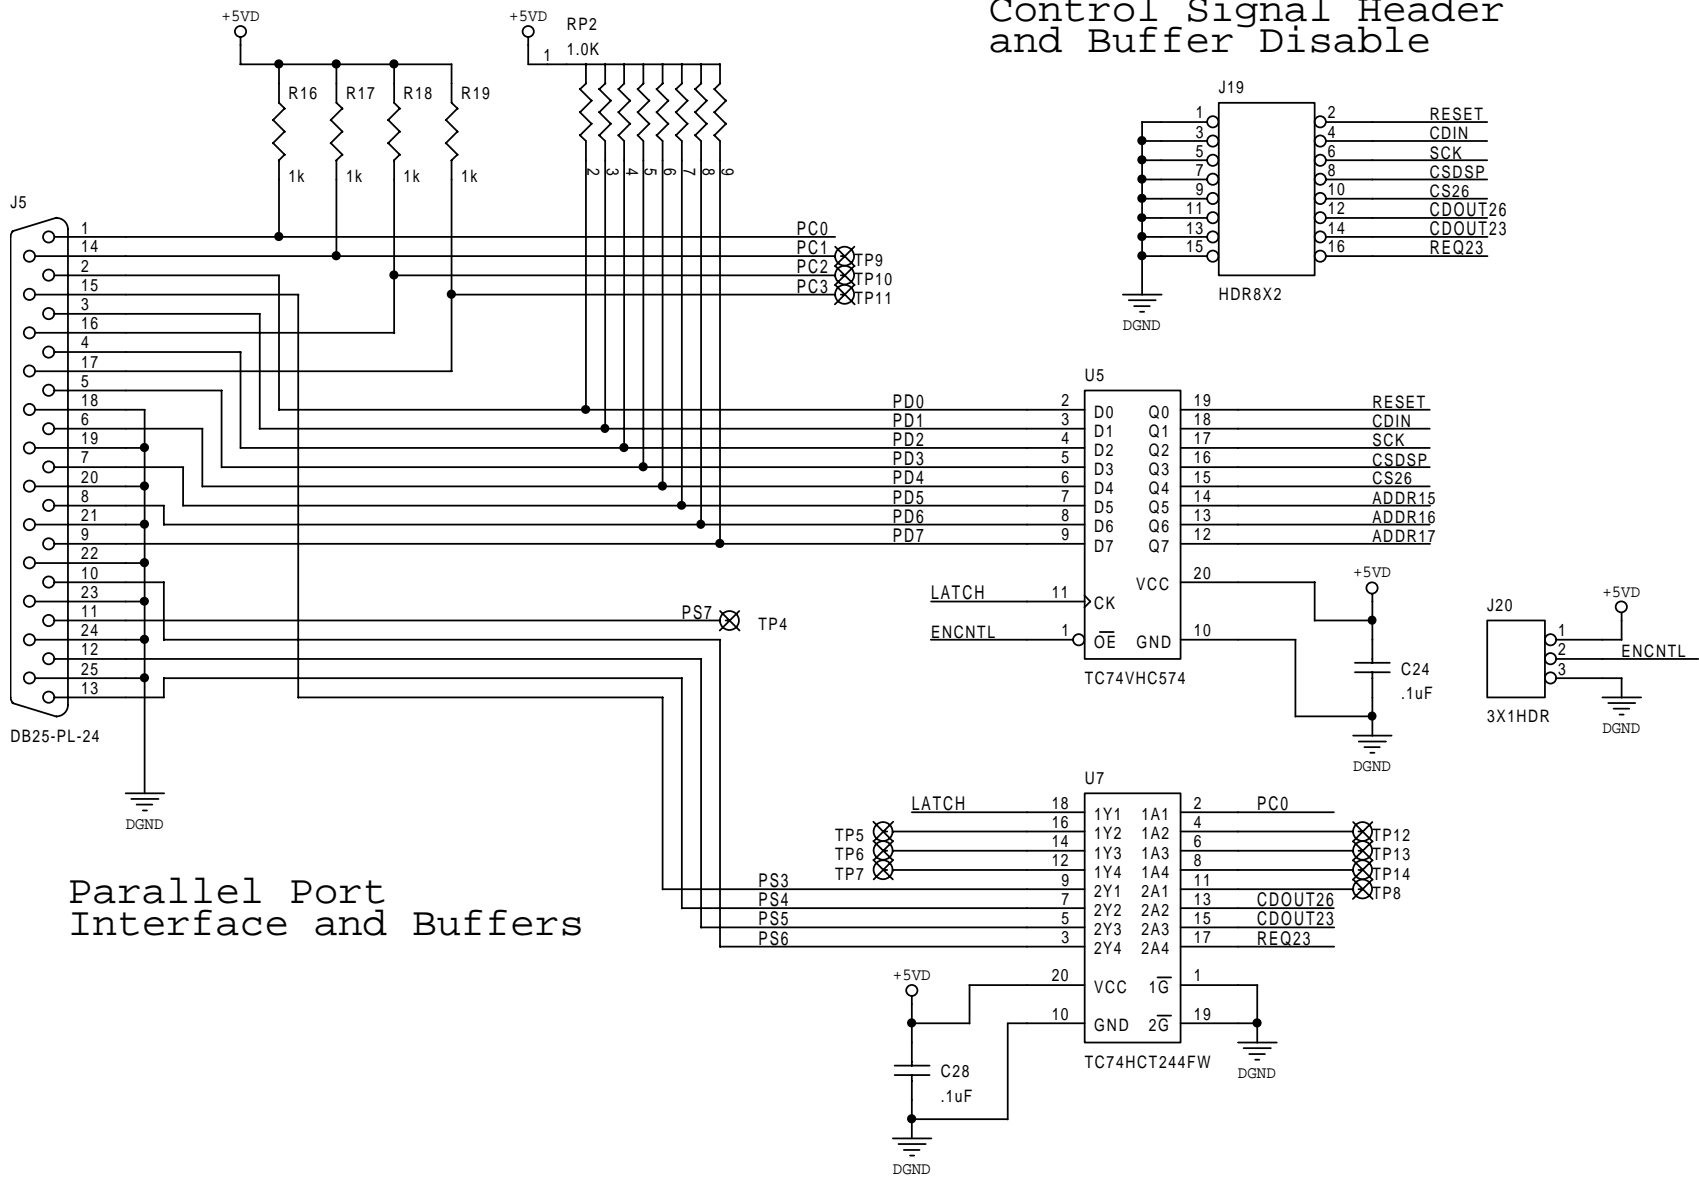 Control Signal Header
and Buffer Disable
+5VD
+5VD
RP2
1
1.0K
R16
R17
R18
R19
1k
1k
1k
1k
2
3
4
5
6
7
8
9
J19
1
2
RESET
3
4
CDIN
5
6
SCK
7
8
CSDSP
9
10
CS26
11
12
CDOUT26
13
14
CDOUT23
15
16
REQ23
HDR8X2
DGND
J5
1
14
2
15
3
16
4
17
5
18
6
19
7
20
8
21
9
22
10
23
11
24
12
25
13
DB25-PL-24
DGND
PC0
PC1
TP9
PC2
TP10
PC3
TP11
U5
PD0
2
D0
Q0
19
RESET
PD1
3
D1
Q1
18
CDIN
PD2
4
D2
Q2
17
SCK
PD3
5
D3
Q3
16
CSDSP
PD4
6
D4
Q4
15
CS26
PD5
7
D5
Q5
14
ADDR15
PD6
8
D6
Q6
13
ADDR16
PD7
9
D7
Q7
12
ADDR17
VCC
20
LATCH
11
CK
ENCNTL
1
OE
GND
10
TC74VHC574
+5VD
C24
.1uF
DGND
J20
+5VD
1
2
ENCNTL
3
3X1HDR
DGND
PS7
TP4
U7
LATCH
18
1Y1
1A1
2
PC0
TP5
16
1Y2
1A2
4
TP12
TP6
14
1Y3
1A3
6
TP13
TP7
12
1Y4
1A4
8
TP14
PS3
9
2Y1
2A1
11
TP8
PS4
7
2Y2
2A2
13
CDOUT26
PS5
5
2Y3
2A3
15
CDOUT23
PS6
3
2Y4
2A4
17
REQ23
+5VD
20
VCC
1G
1
10
GND
2G
19
TC74HCT244FW
DGND
C28
.1uF
DGND
Parallel Port
Interface and Buffers